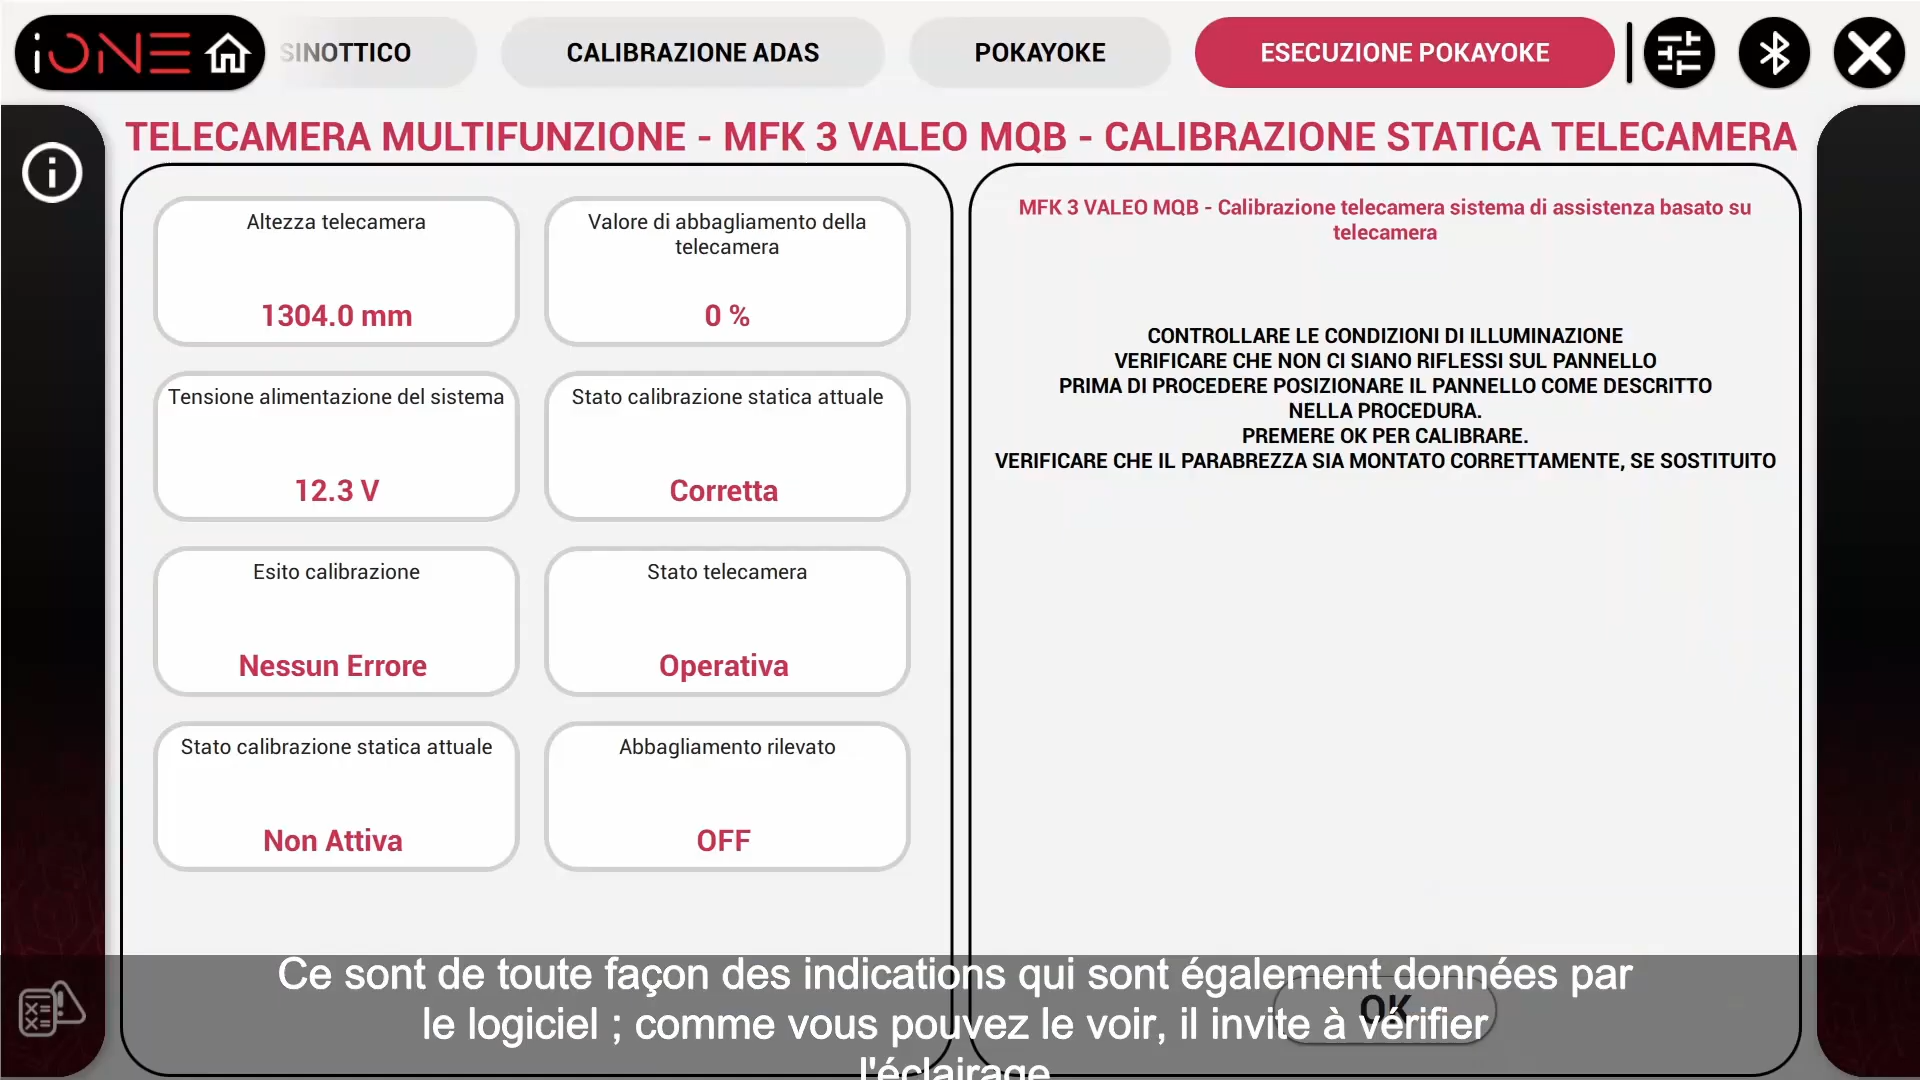 iONE
SINOTTICO
CALIBRAZIONE ADAS
POKAYOKE
ESECUZIONE POKAYOKE
TELECAMERA MULTIFUNZIONE - MFK 3 VALEO MQB - CALIBRAZIONE STATICA TELECAMERA
Altezza telecamera
1304.0 mm
Valore di abbagliamento della
telecamera
0 %
Tensione alimentazione del sistema
12.3 V
Stato calibrazione statica attuale
Corretta
Esito calibrazione
Nessun Errore
Stato telecamera
Operativa
Stato calibrazione statica attuale
Non Attiva
Abbagliamento rilevato
OFF
MFK 3 VALEO MQB - Calibrazione telecamera sistema di assistenza basato su
telecamera
CONTROLLARE LE CONDIZIONI DI ILLUMINAZIONE
VERIFICARE CHE NON CI SIANO RIFLESSI SUL PANNELLO
PRIMA DI PROCEDERE POSIZIONARE IL PANNELLO COME DESCRITTO
NELLA PROCEDURA.
PREMERE OK PER CALIBRARE.
VERIFICARE CHE IL PARABREZZA SIA MONTATO CORRETTAMENTE, SE SOSTITUITO
OK
Ce sont de toute façon des indications qui sont également données par
le logiciel ; comme vous pouvez le voir, il invite à vérifier
l'éclairage